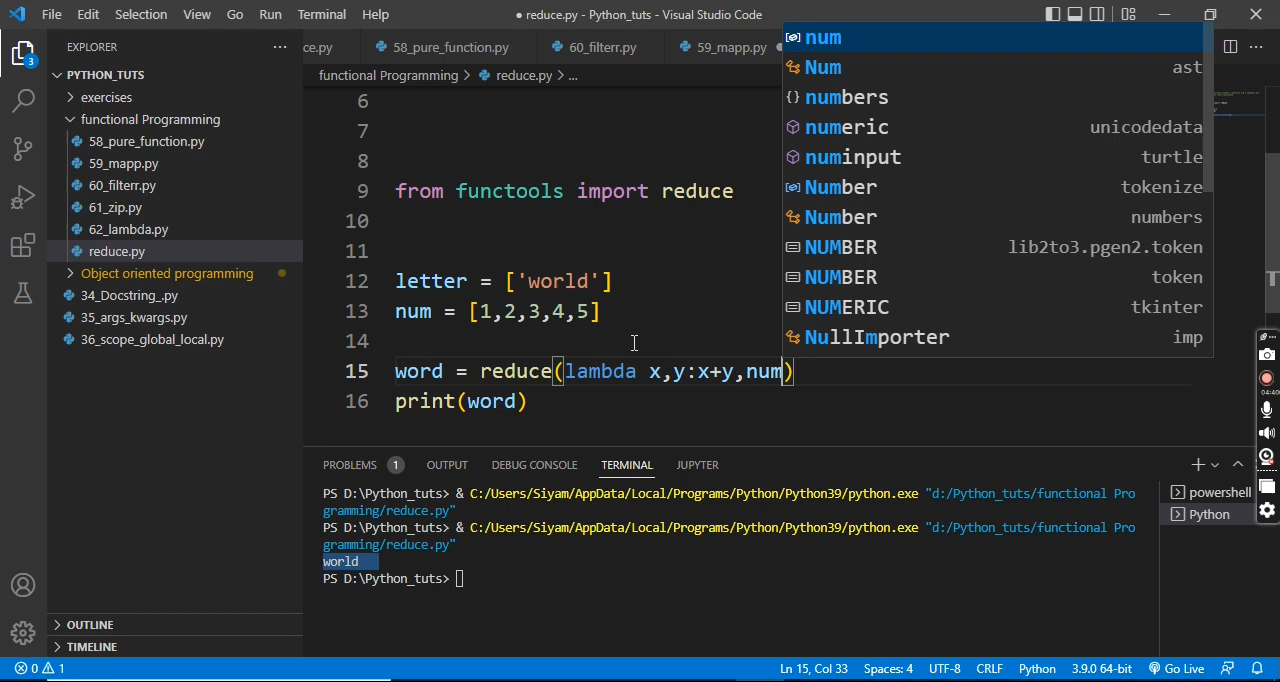 File Edit Selection View Go Run Terminal Help
● reduce.py - Python_tuts - Visual Studio Code
EXPLORER
ce.py 58_pure_function.py 60_filterr.py 59_mapp.py
PYTHON_TUTS
functional Programming > reduce.py > ...
exercises
functional Programming
58_pure_function.py
59_mapp.py
60_filterr.py
61_zip.py
62_lambda.py
reduce.py
Object oriented programming
34_Docstring_.py
35_args_kwargs.py
36_scope_global_local.py
OUTLINE
TIMELINE
6
7
8
9 from functools import reduce
10
11
12 letter = ['world']
13 num = [1,2,3,4,5]
14
15 word = reduce(lambda x,y:x+y,num)
16 print(word)
num
Num ast
numbers
numeric unicodedata
numinput turtle
Number tokenize
Number numbers
NUMBER lib2to3.pgen2.token
NUMBER token
NUMERIC tkinter
NullImporter imp
PROBLEMS 1 OUTPUT DEBUG CONSOLE TERMINAL JUPYTER
PS D:\Python_tuts> & C:/Users/Siyam/AppData/Local/Programs/Python/Python39/python.exe "d:/Python_tuts/functional Pro
gramming/reduce.py"
PS D:\Python_tuts> & C:/Users/Siyam/AppData/Local/Programs/Python/Python39/python.exe "d:/Python_tuts/functional Pro
gramming/reduce.py"
world
PS D:\Python_tuts>
powershell
Python
3
0 1 Ln 15, Col 33 Spaces: 4 UTF-8 CRLF Python 3.9.0 64-bit Go Live